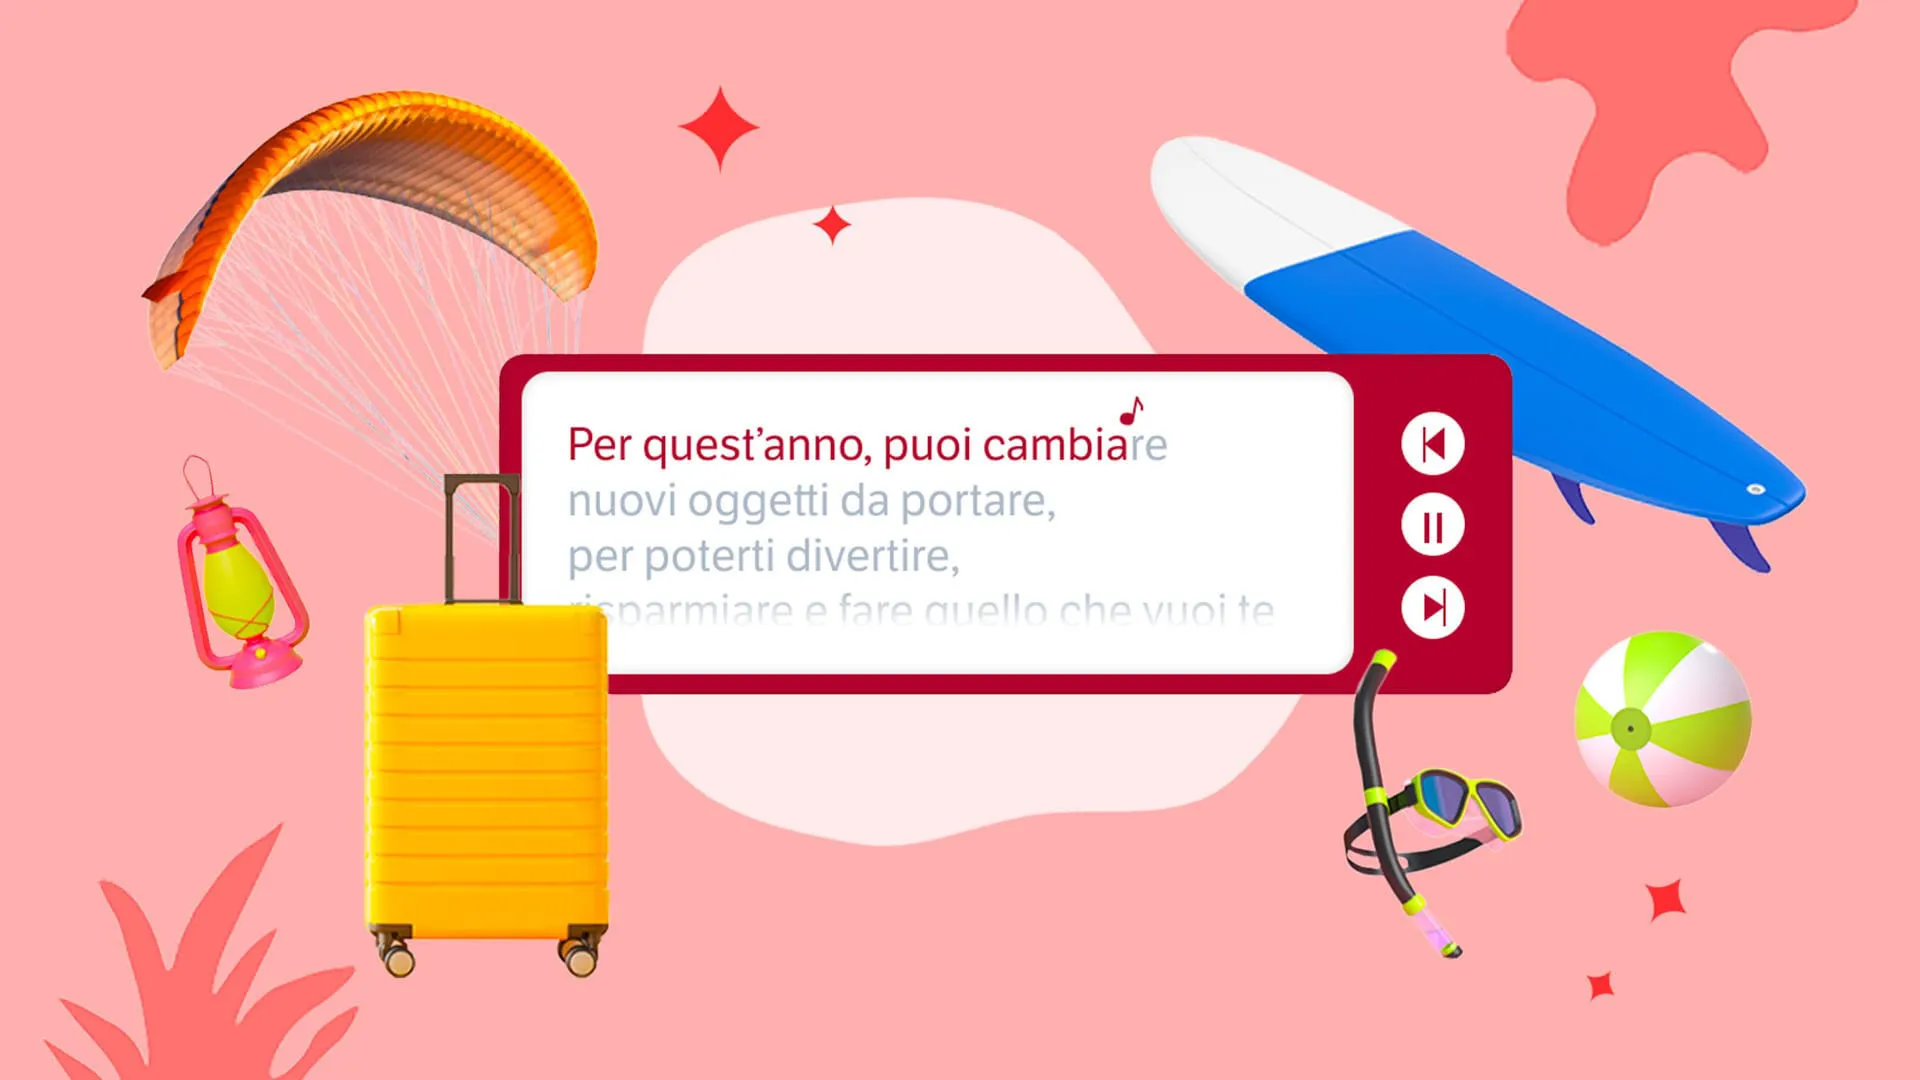 Per quest’anno, puoi cambiare
nuovi oggetti da portare,
per poterti divertire,
risparmiare e fare quello che vuoi te